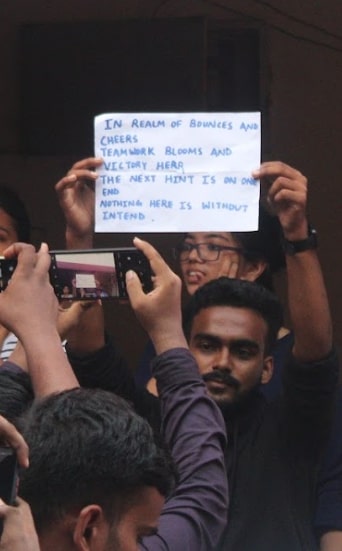 IN REALM OF BOUNCES AND
CHEERS
TEAMWORK BLOOMS AND
VICTORY HERR
THE NEXT HINT IS ON ONE
END
NOTHING HERE IS WITHOUT
INTEND.